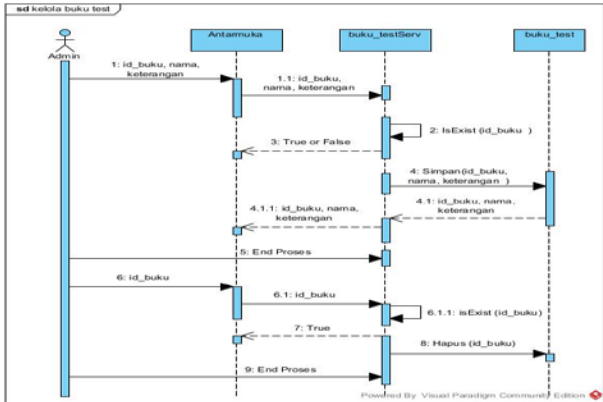 sd kelola buku test
Antarmuka
buku_testServ
buku_test
Admin
1: id_buku, nama,
keterangan
1.1: id_buku,
nama, keterangan
2: IsExist (id_buku )
3: True or False
4: Simpan(id_buku,
nama, keterangan )
4.1: id_buku, nama,
keterangan
4.1.1: id_buku, nama,
keterangan
5: End Proses
6: id_buku
6.1: id_buku
6.1.1: isExist (id_buku)
7: True
8: Hapus (id_buku)
9: End Proses
Powered By Visual Paradigm Community Edition